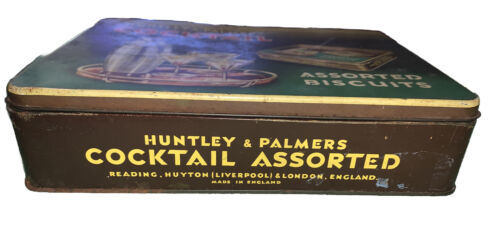 ASSORTED
BISCUITS
HUNTLEY & PALMERS
COCKTAIL ASSORTED
READING, HUYTON (LIVERPOOL) & LONDON, ENGLAND.
MADE IN ENGLAND